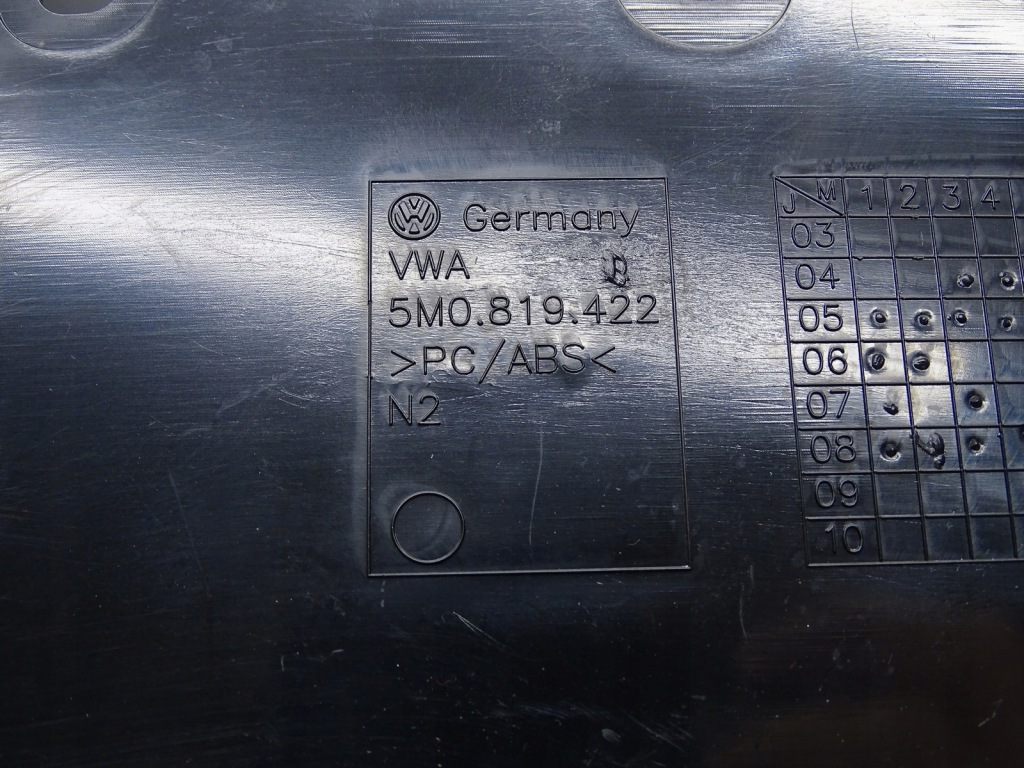 VW Germany
VWA B
5M0.819.422
>PC/ABS<
N2
J M 1 2 3 4
03
04
05
06
07
08
09
10